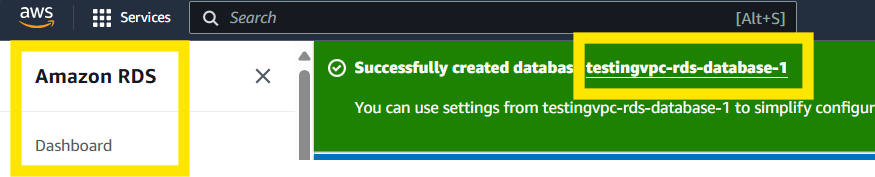 aws
Services
Search
[Alt+S]
Amazon RDS
Dashboard
Successfully created database testingvpc-rds-database-1
You can use settings from testingvpc-rds-database-1 to simplify